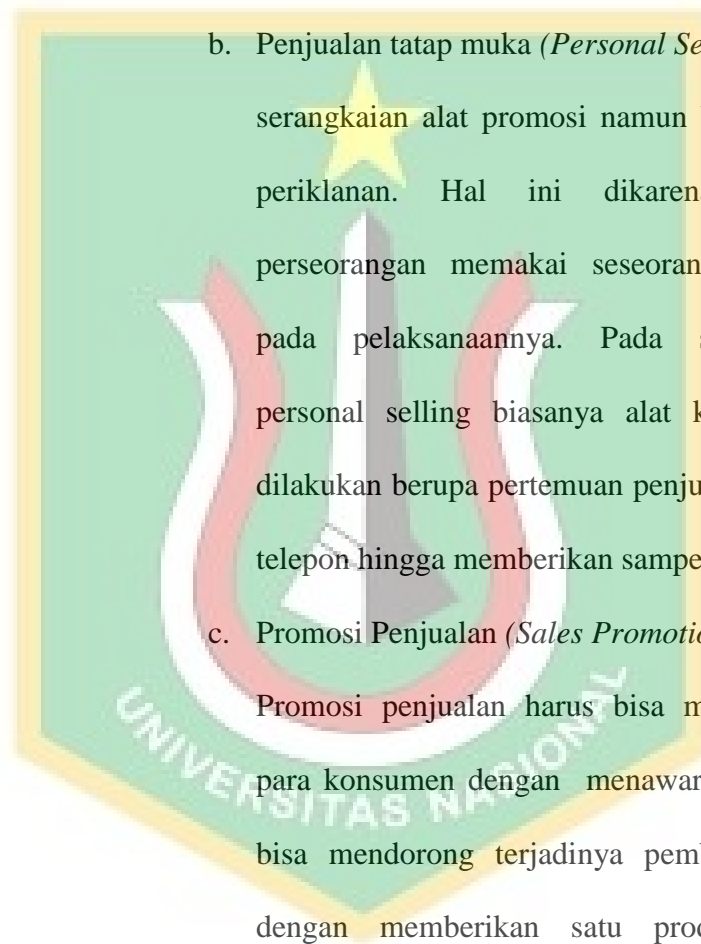 b. Penjualan tatap muka (Personal Se
serangkaian alat promosi namun
periklanan. Hal ini dikaren
perseorangan memakai seseoran
pada pelaksanaannya. Pada s
personal selling biasanya alat k
dilakukan berupa pertemuan penju
telepon hingga memberikan sampe
c. Promosi Penjualan (Sales Promotio
Promosi penjualan harus bisa m
para konsumen dengan menawar
bisa mendorong terjadinya pemb
dengan memberikan satu prod
UNIVERSITAS NASIONAL